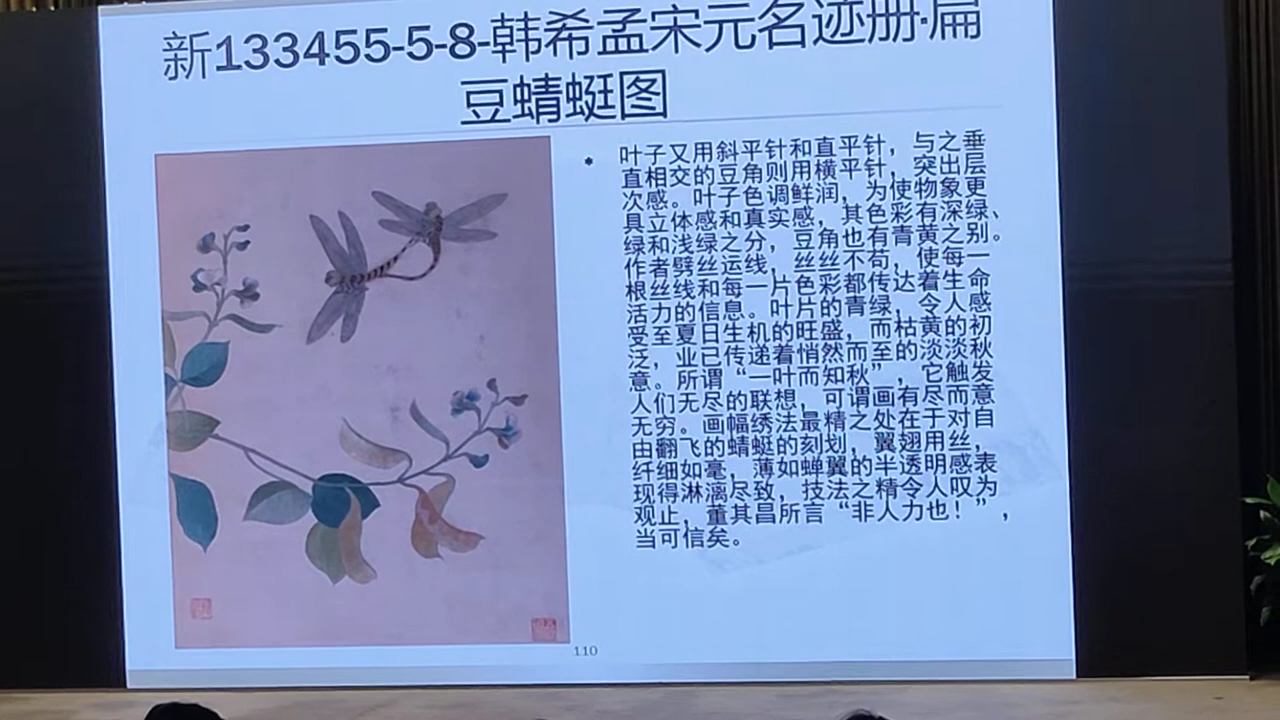 新133455-5-8-韩希孟宋元名迹册·扁
豆蜻蜓图
• 叶子又用斜平针和直平针，与之垂
直相交的豆角则用横平针，突出层
次感。叶子色调鲜润，为使物象更
具立体感和真实感，其色彩有深绿、
绿和浅绿之分，豆角也有青黄之别。
作者劈丝运线，丝丝不苟，使每一
根丝线和每一片色彩都传达着生命
活力的信息。叶片的青绿，令人感
受至夏日生机的旺盛，而枯黄的初
泛，业已传递着悄然而至的淡淡秋
意。所谓“一叶而知秋”，它触发
人们无尽的联想，可谓画有尽而意
无穷。画幅绣法最精之处在于对自
由翻飞的蜻蜓的刻划，翼翅用丝，
纤细如毫，薄如蝉翼的半透明感表
现得淋漓尽致，技法之精令人叹为
观止，董其昌所言“非人力也！”，
当可信矣。
110